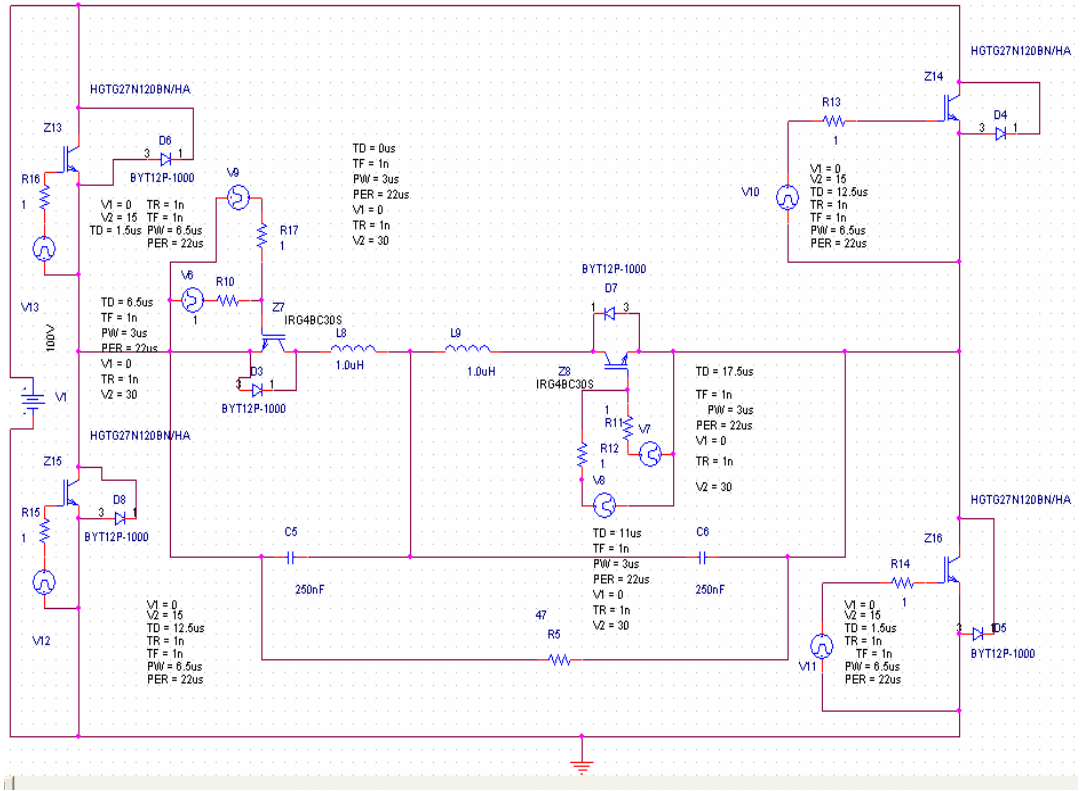 HGTG27N120BN/HA
Z13
D6
3
1
BYT12P-1000
R16
1
V1 = 0 TR = 1n
V2 = 15 TF = 1n
TD = 1.5us PW = 6.5us
PER = 22us
V13
V9
R17
1
TD = 0us
TF = 1n
PW = 3us
PER = 22us
V1 = 0
TR = 1n
V2 = 30
HGTG27N120BN/HA
Z14
R13
1
D4
3
1
V10
V1 = 0
V2 = 15
TD = 12.5us
TR = 1n
TF = 1n
PW = 6.5us
PER = 22us
V6
R10
1
Z7
IRG4BC30S
TD = 6.5us
TF = 1n
PW = 3us
PER = 22us
V1 = 0
TR = 1n
V2 = 30
100V
V1
D3
3
1
BYT12P-1000
L8
1.0uH
L9
1.0uH
BYT12P-1000
D7
1
3
Z8
IRG4BC30S
1
R11
V7
R12
1
V8
TD = 17.5us
TF = 1n
PW = 3us
PER = 22us
V1 = 0
TR = 1n
V2 = 30
HGTG27N120BN/HA
Z15
D8
3
1
BYT12P-1000
R15
1
V12
V1 = 0
V2 = 15
TD = 12.5us
TR = 1n
TF = 1n
PW = 6.5us
PER = 22us
C5
250nF
C6
250nF
TD = 11us
TF = 1n
PW = 3us
PER = 22us
V1 = 0
TR = 1n
V2 = 30
47
R5
HGTG27N120BN/HA
Z16
R14
1
V11
V1 = 0
V2 = 15
TD = 1.5us
TR = 1n
TF = 1n
PW = 6.5us
PER = 22us
3
1
D5
BYT12P-1000